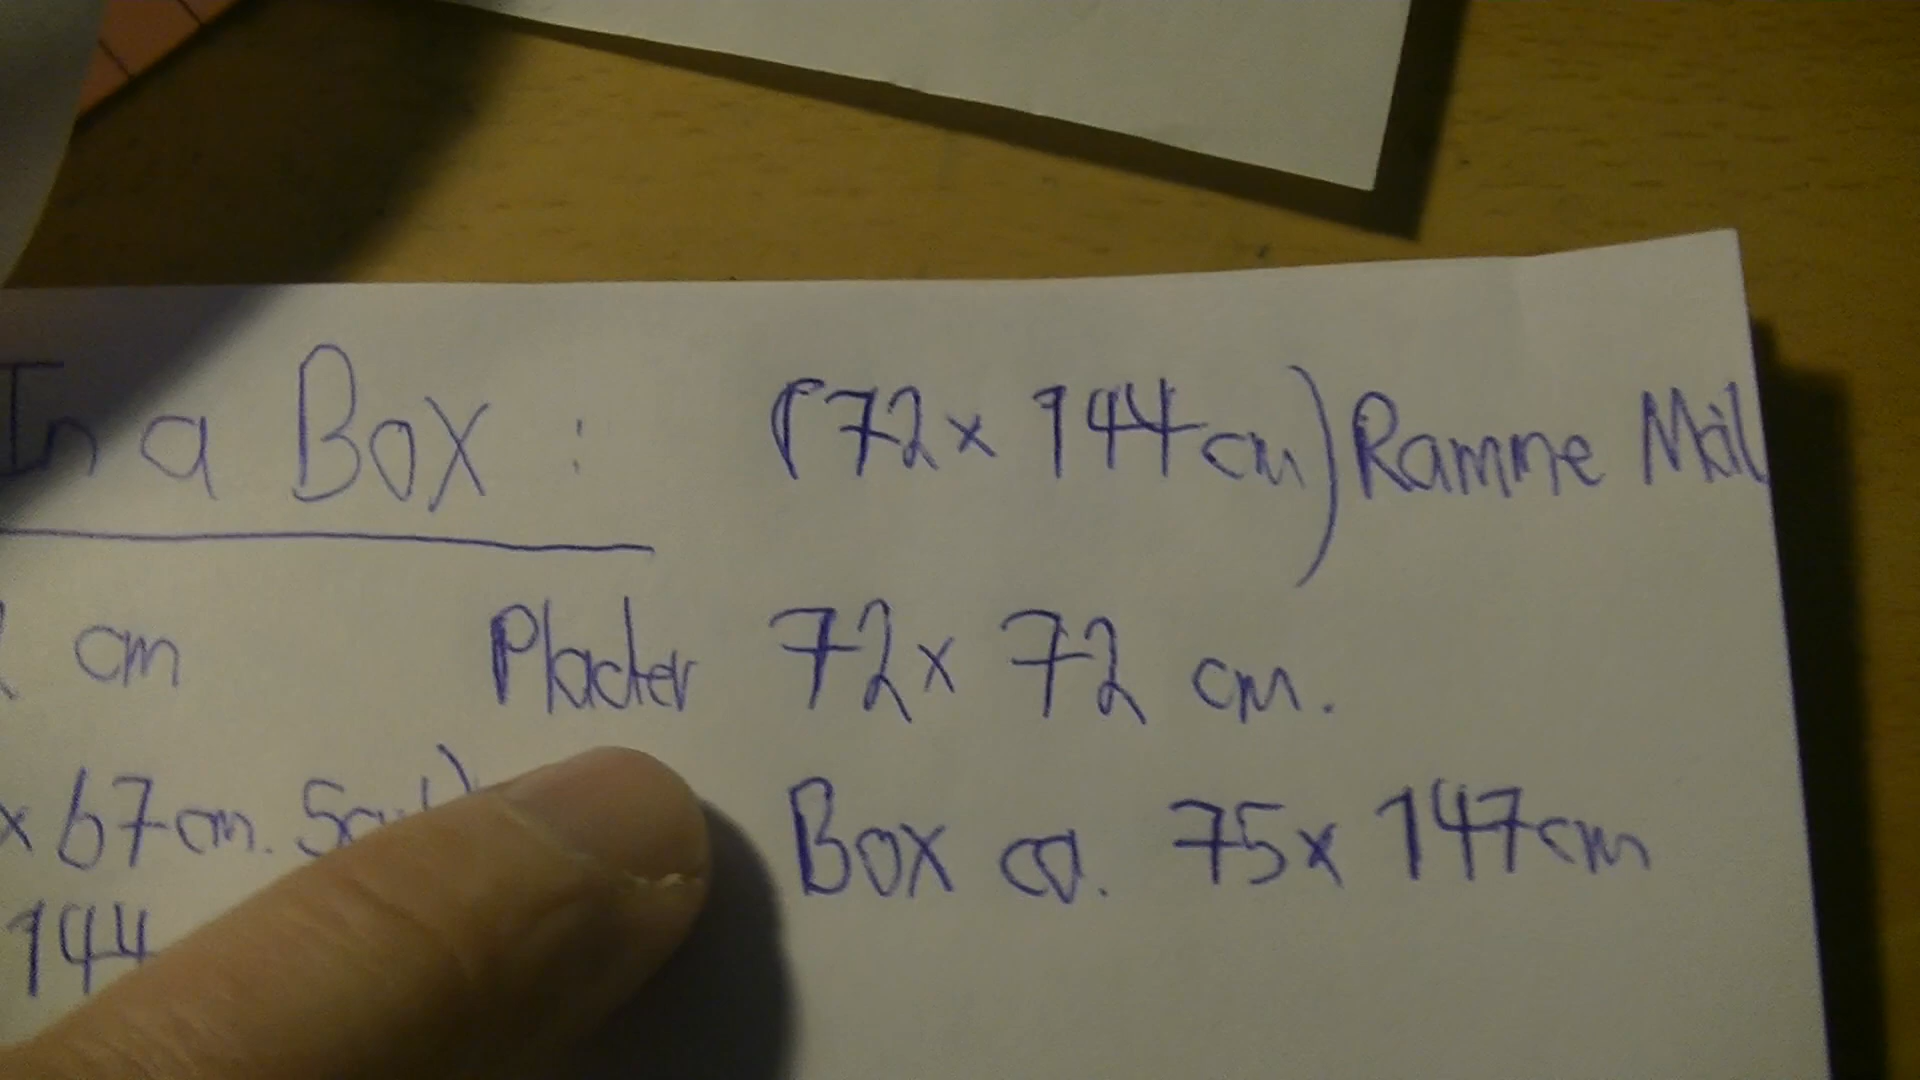 In a Box : (72 x 144 cm) Ramme Mål
cm Plader 72 x 72 cm.
x 67 cm.
Box ca. 75 x 147 cm
144